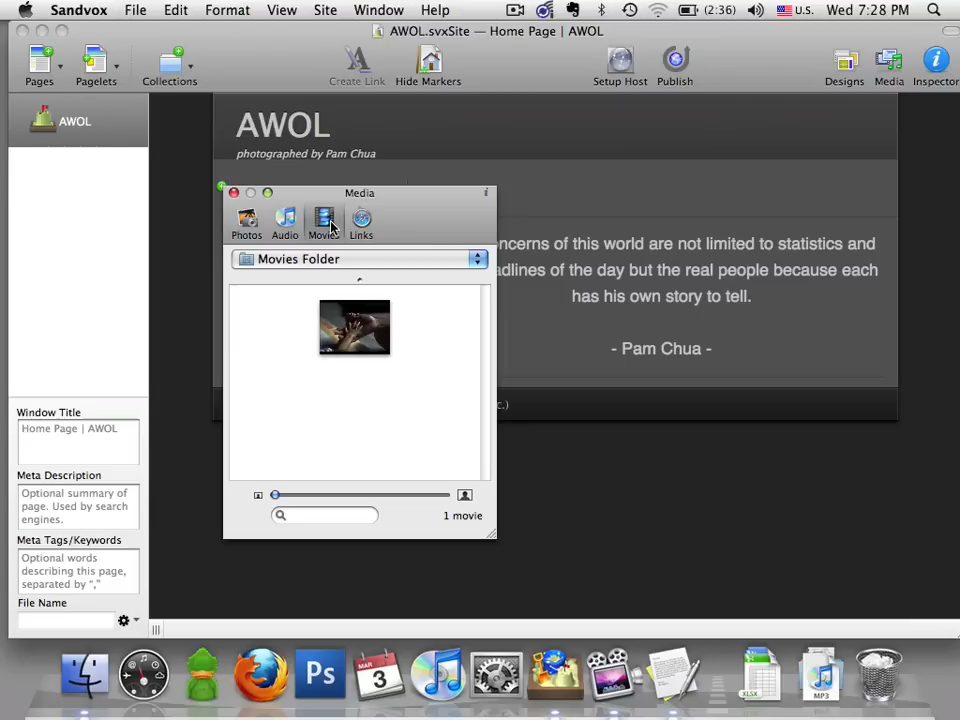 Sandvox File Edit Format View Site Window Help (2:36) U.S. Wed 7:28 PM
AWOL.svxSite — Home Page | AWOL
Pages Pagelets Collections Create Link Hide Markers Setup Host Publish Designs Media Inspector
AWOL
AWOL
photographed by Pam Chua
Media
Photos Audio Movies Links
Movies Folder
ncerns of this world are not limited to statistics and
adlines of the day but the real people because each
has his own story to tell.
- Pam Chua -
c.)
1 movie
Window Title
Home Page | AWOL
Meta Description
Optional summary of
page. Used by search
engines.
Meta Tags/Keywords
Optional words
describing this page,
separated by “,”
File Name
Ps
MAR
3
XLSX
MP3